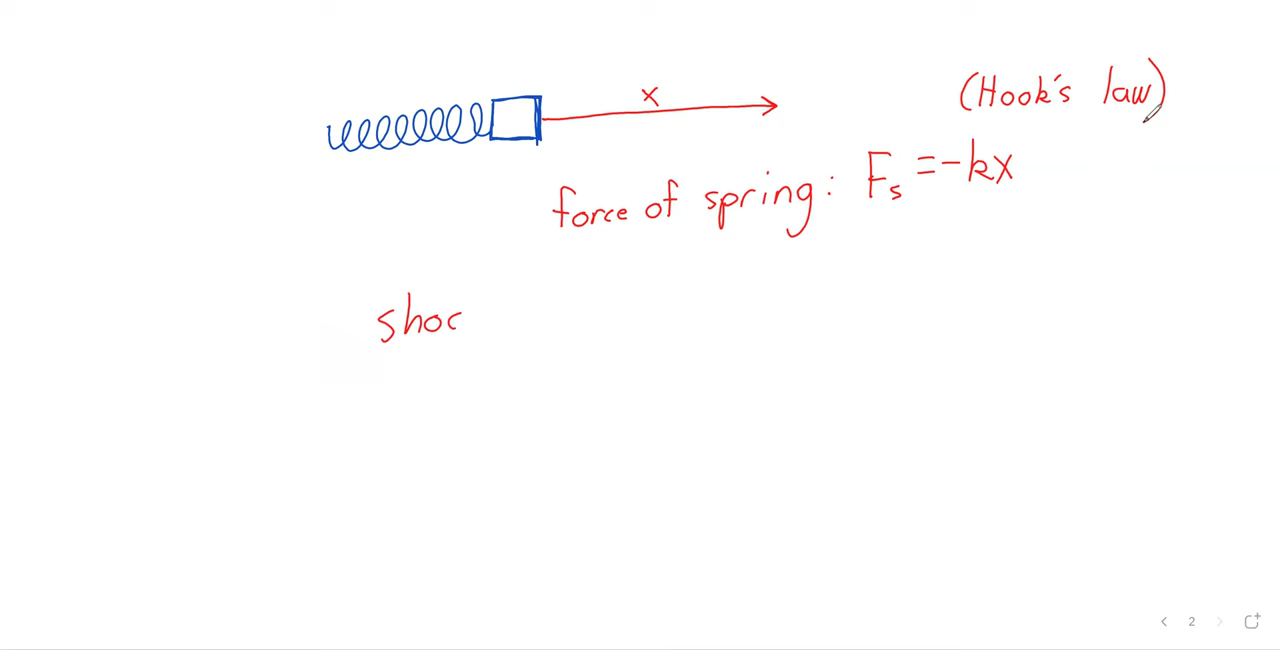 x
(Hook's law)
force of spring: Fₛ = -kx
shoc
2